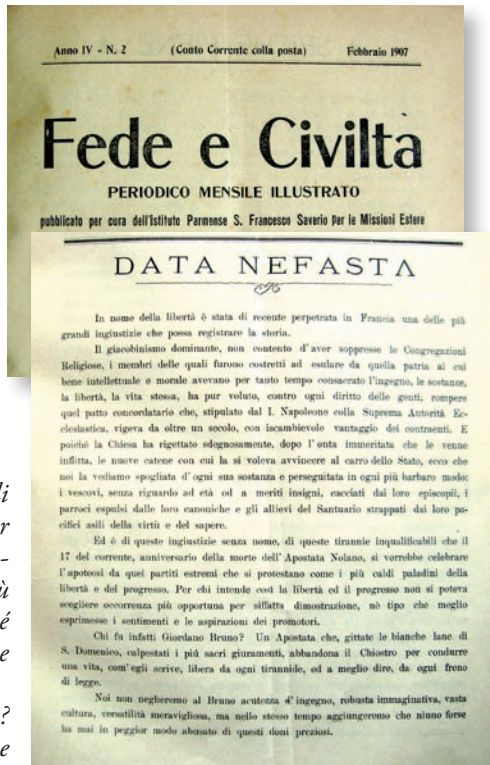 Anno IV - N. 2 (Conto Corrente colla posta) Febbraio 1907
Fede e Civiltà
PERIODICO MENSILE ILLUSTRATO
pubblicato per cura dell'Istituto Parmense S. Francesco Saverio per le Missioni Estere
DATA NEFASTA
In nome della libertà è stata di recente perpetrata in Francia una delle più
grandi ingiustizie che possa registrare la storia.
Il giacobinismo dominante, non contento d'aver soppresse le Congregazioni
Religiose, i membri delle quali furono costretti ad esulare da quella patria al cui
bene intellettuale e morale avevano per tanto tempo consacrato l'ingegno, le sostanze,
la libertà, la vita stessa, ha pur voluto, contro ogni diritto delle genti, rompere
quel patto concordatario che, stipulato dal I. Napoleone colla Suprema Autorità Ec-
clesiastica, vigeva da oltre un secolo, con iscambievole vantaggio dei contraenti. E
poichè la Chiesa ha rigettato sdegnosamente, dopo l'onta immeritata che le venne
inflitta, le nuove catene con cui la si voleva avvincere al carro dello Stato, ecco che
noi la vediamo spogliata d'ogni sua sostanza e perseguitata in ogni più barbaro modo:
i vescovi, senza riguardo ad età od a meriti insigni, cacciati dai loro episcopii, i
parroci espulsi dalle loro canoniche e gli allievi del Santuario strappati dai loro pa-
cifici asili della virtù e del sapere.
Ed è di queste ingiustizie senza nome, di queste tirannie inqualificabili che il
17 del corrente, anniversario della morte dell'Apostata Nolano, si vorrebbe celebrare
l'apoteosi da quei partiti estremi che si protestano come i più caldi paladini della
libertà e del progresso. Per chi intende così la libertà ed il progresso non si poteva
scegliere occorrenza più opportuna per siffatta dimostrazione, nè tipo che meglio
esprimesse i sentimenti e le aspirazioni dei promotori.
Chi fu infatti Giordano Bruno? Un Apostata che, gittate le bianche lane di
S. Domenico, calpestati i più sacri giuramenti, abbandona il Chiostro per condurre
una vita, com'egli scrive, libera da ogni tirannide, od a meglio dire, da ogni freno
di legge.
Noi non negheremo al Bruno acutezza d'ingegno, robusta immaginativa, vasta
cultura, versatilità meravigliosa, ma nello stesso tempo aggiungeremo che niuno forse
ha mai in peggior modo abusato di questi doni preziosi.
di
r
-
ù
é
e
?
e